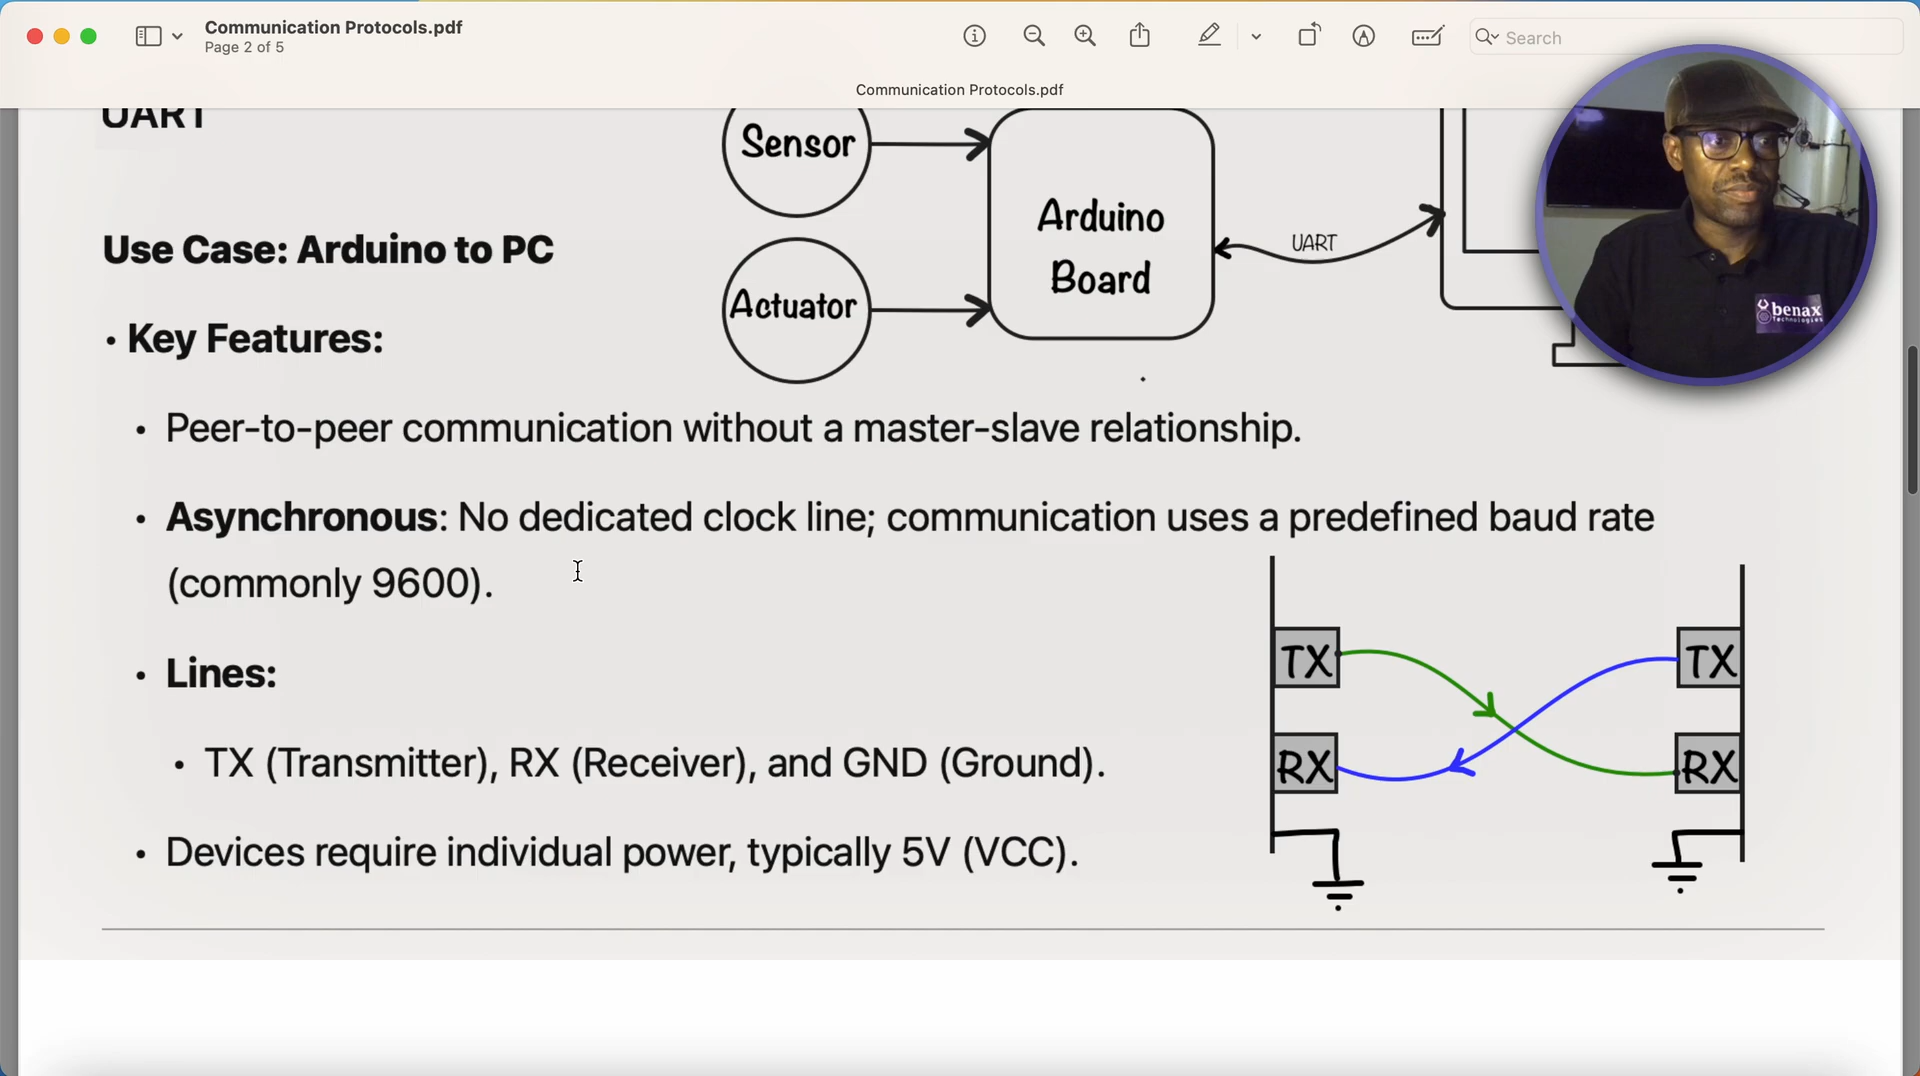 Communication Protocols.pdf
Page 2 of 5
Search
Communication Protocols.pdf
UART
Sensor
Arduino
Board
UART
Actuator
benax
Technologies
Use Case: Arduino to PC
• Key Features:
• Peer-to-peer communication without a master-slave relationship.
• Asynchronous: No dedicated clock line; communication uses a predefined baud rate
(commonly 9600).
• Lines:
• TX (Transmitter), RX (Receiver), and GND (Ground).
• Devices require individual power, typically 5V (VCC).
TX
TX
RX
RX